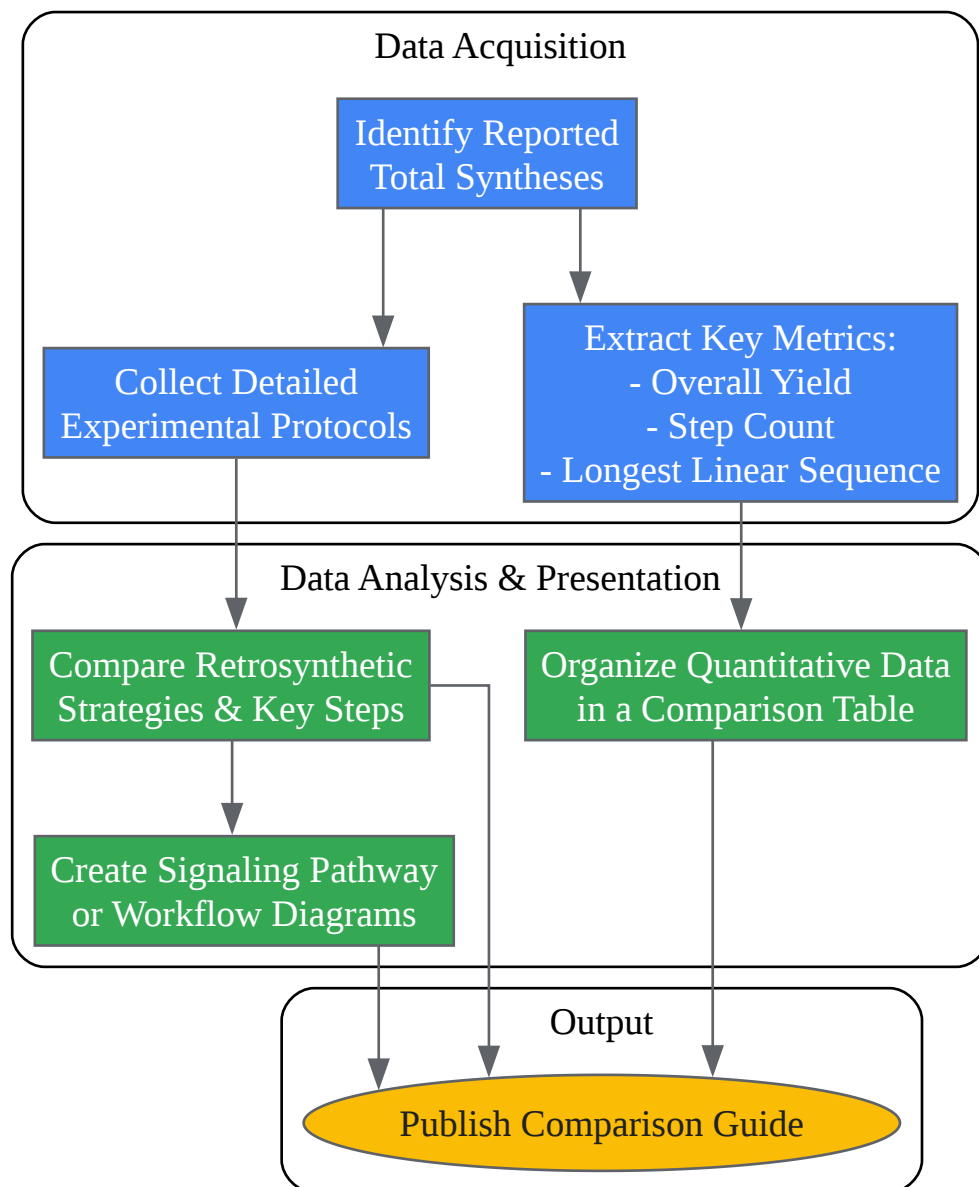 Data Acquisition
Identify Reported
Total Syntheses
Collect Detailed
Experimental Protocols
Extract Key Metrics:
- Overall Yield
- Step Count
- Longest Linear Sequence
Data Analysis & Presentation
Compare Retrosynthetic
Strategies & Key Steps
Organize Quantitative Data
in a Comparison Table
Create Signaling Pathway
or Workflow Diagrams
Output
Publish Comparison Guide